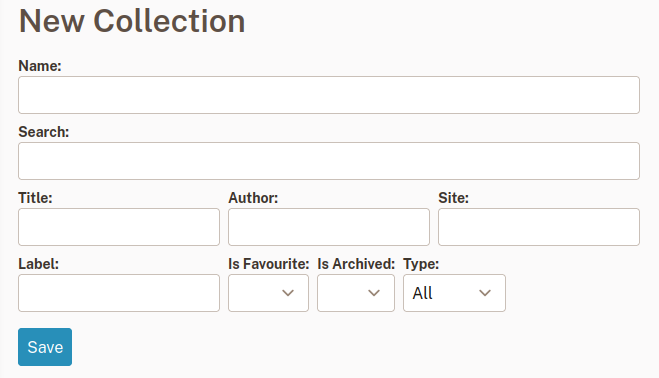 New Collection
Name:
Search:
Title: Author: Site:
Label: Is Favourite: Is Archived: Type:
All
Save